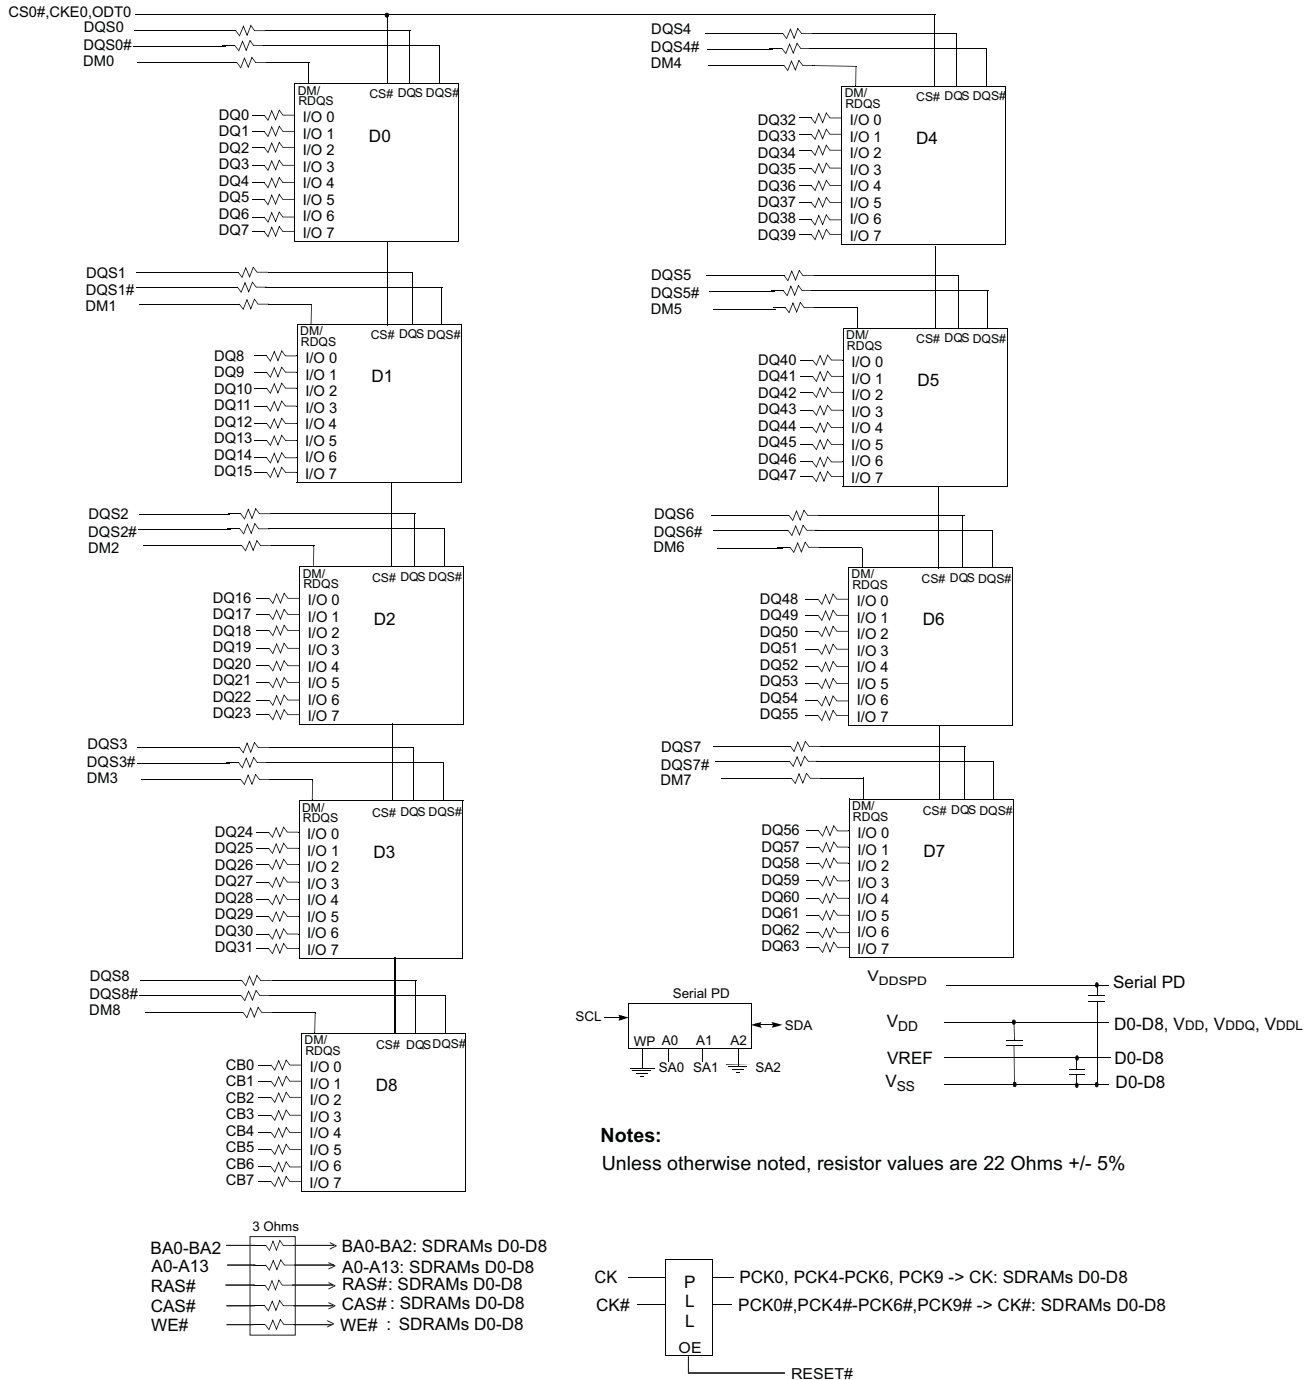 CS0#,CKE0,ODT0
DQS0
DQS0#
DM0
DM/
RDQS
CS# DQS DQS#
DQ0 I/O 0
DQ1 I/O 1
DQ2 I/O 2
DQ3 I/O 3
DQ4 I/O 4
DQ5 I/O 5
DQ6 I/O 6
DQ7 I/O 7
D0
DQS1
DQS1#
DM1
DM/
RDQS
CS# DQS DQS#
DQ8 I/O 0
DQ9 I/O 1
DQ10 I/O 2
DQ11 I/O 3
DQ12 I/O 4
DQ13 I/O 5
DQ14 I/O 6
DQ15 I/O 7
D1
DQS2
DQS2#
DM2
DM/
RDQS
CS# DQS DQS#
DQ16 I/O 0
DQ17 I/O 1
DQ18 I/O 2
DQ19 I/O 3
DQ20 I/O 4
DQ21 I/O 5
DQ22 I/O 6
DQ23 I/O 7
D2
DQS3
DQS3#
DM3
DM/
RDQS
CS# DQS DQS#
DQ24 I/O 0
DQ25 I/O 1
DQ26 I/O 2
DQ27 I/O 3
DQ28 I/O 4
DQ29 I/O 5
DQ30 I/O 6
DQ31 I/O 7
D3
DQS8
DQS8#
DM8
DM/
RDQS
CS# DQS DQS#
CB0 I/O 0
CB1 I/O 1
CB2 I/O 2
CB3 I/O 3
CB4 I/O 4
CB5 I/O 5
CB6 I/O 6
CB7 I/O 7
D8
DQS4
DQS4#
DM4
DM/
RDQS
CS# DQS DQS#
DQ32 I/O 0
DQ33 I/O 1
DQ34 I/O 2
DQ35 I/O 3
DQ36 I/O 4
DQ37 I/O 5
DQ38 I/O 6
DQ39 I/O 7
D4
DQS5
DQS5#
DM5
DM/
RDQS
CS# DQS DQS#
DQ40 I/O 0
DQ41 I/O 1
DQ42 I/O 2
DQ43 I/O 3
DQ44 I/O 4
DQ45 I/O 5
DQ46 I/O 6
DQ47 I/O 7
D5
DQS6
DQS6#
DM6
DM/
RDQS
CS# DQS DQS#
DQ48 I/O 0
DQ49 I/O 1
DQ50 I/O 2
DQ51 I/O 3
DQ52 I/O 4
DQ53 I/O 5
DQ54 I/O 6
DQ55 I/O 7
D6
DQS7
DQS7#
DM7
DM/
RDQS
CS# DQS DQS#
DQ56 I/O 0
DQ57 I/O 1
DQ58 I/O 2
DQ59 I/O 3
DQ60 I/O 4
DQ61 I/O 5
DQ62 I/O 6
DQ63 I/O 7
D7
Serial PD
SCL
SDA
WP A0 A1 A2
SA0 SA1 SA2
VDDSPD Serial PD
VDD D0-D8, VDD, VDDQ, VDDL
VREF D0-D8
VSS D0-D8
Notes:
Unless otherwise noted, resistor values are 22 Ohms +/- 5%
3 Ohms
BA0-BA2 BA0-BA2: SDRAMs D0-D8
A0-A13 A0-A13: SDRAMs D0-D8
RAS# RAS#: SDRAMs D0-D8
CAS# CAS# : SDRAMs D0-D8
WE# WE# : SDRAMs D0-D8
CK PCK0, PCK4-PCK6, PCK9 -> CK: SDRAMs D0-D8
CK# PCK0#,PCK4#-PCK6#,PCK9# -> CK#: SDRAMs D0-D8
P
L
L
OE
RESET#